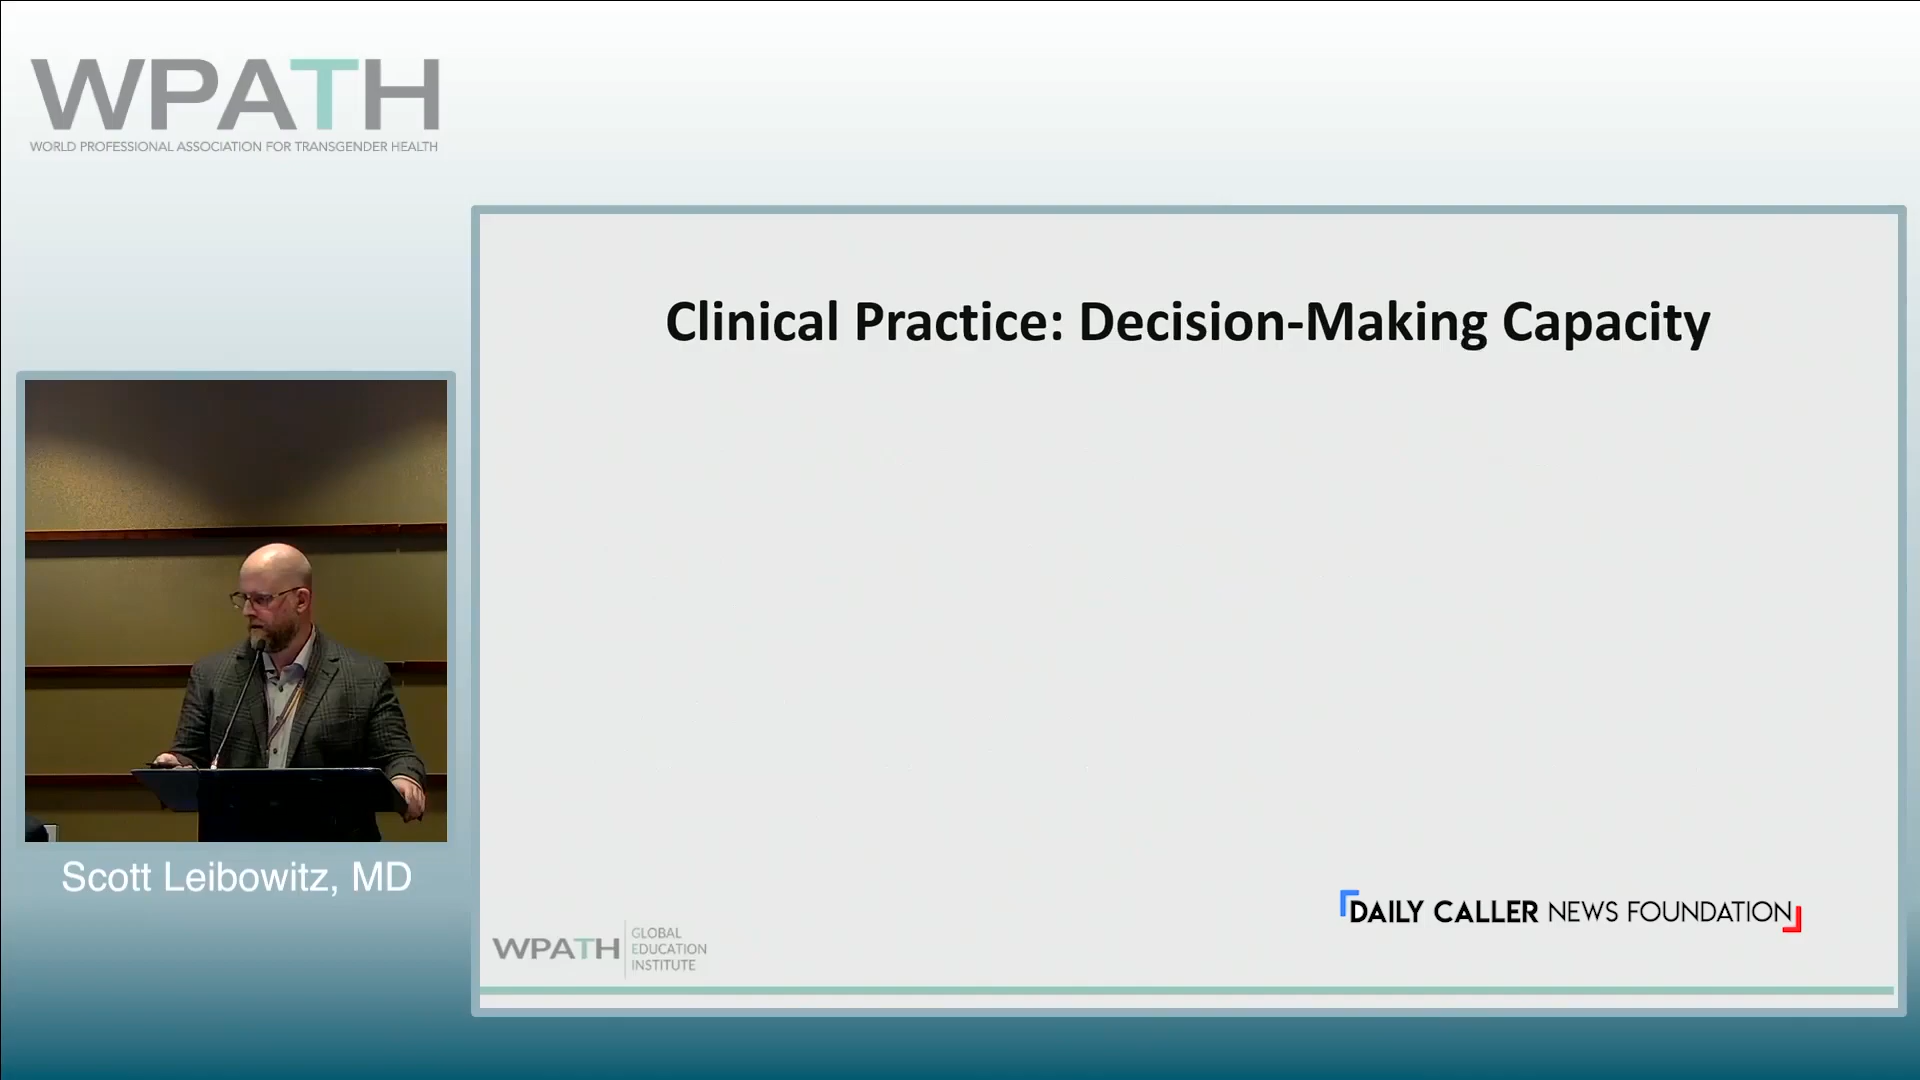 WPATH
WORLD PROFESSIONAL ASSOCIATION FOR TRANSGENDER HEALTH
Clinical Practice: Decision-Making Capacity
Scott Leibowitz, MD
DAILY CALLER NEWS FOUNDATION
WPATH
GLOBAL
EDUCATION
INSTITUTE